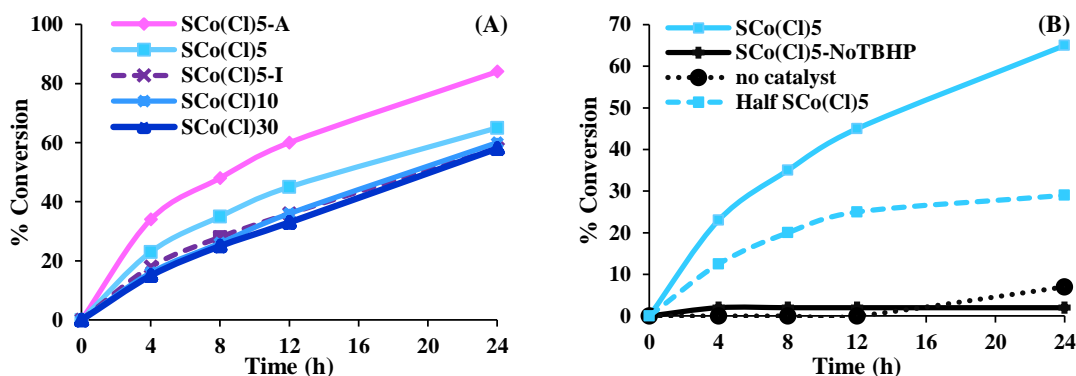 (A)
SCo(Cl)5-A
SCo(Cl)5
SCo(Cl)5-I
SCo(Cl)10
SCo(Cl)30
% Conversion
100
80
60
40
20
0
0 4 8 12 16 20 24
Time (h)
(B)
SCo(Cl)5
SCo(Cl)5-NoTBHP
no catalyst
Half SCo(Cl)5
% Conversion
70
60
50
40
30
20
10
0
0 4 8 12 16 20 24
Time (h)